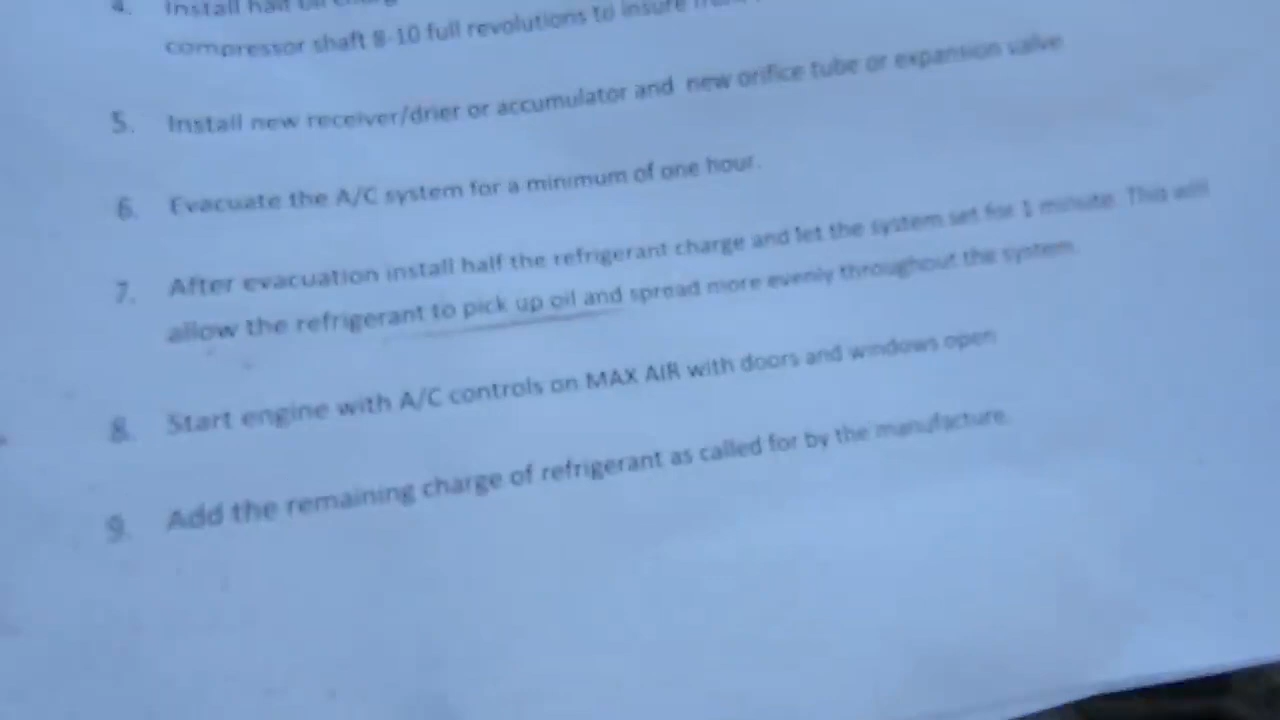 4. Install half oil
compressor shaft 8-10 full revolutions to insure
5. Install new receiver/drier or accumulator and new orifice tube or expansion valve
6. Evacuate the A/C system for a minimum of one hour.
7. After evacuation install half the refrigerant charge and let the system set for 1 minute. This will
allow the refrigerant to pick up oil and spread more evenly throughout the system.
8. Start engine with A/C controls on MAX AIR with doors and windows open
9. Add the remaining charge of refrigerant as called for by the manufacture.